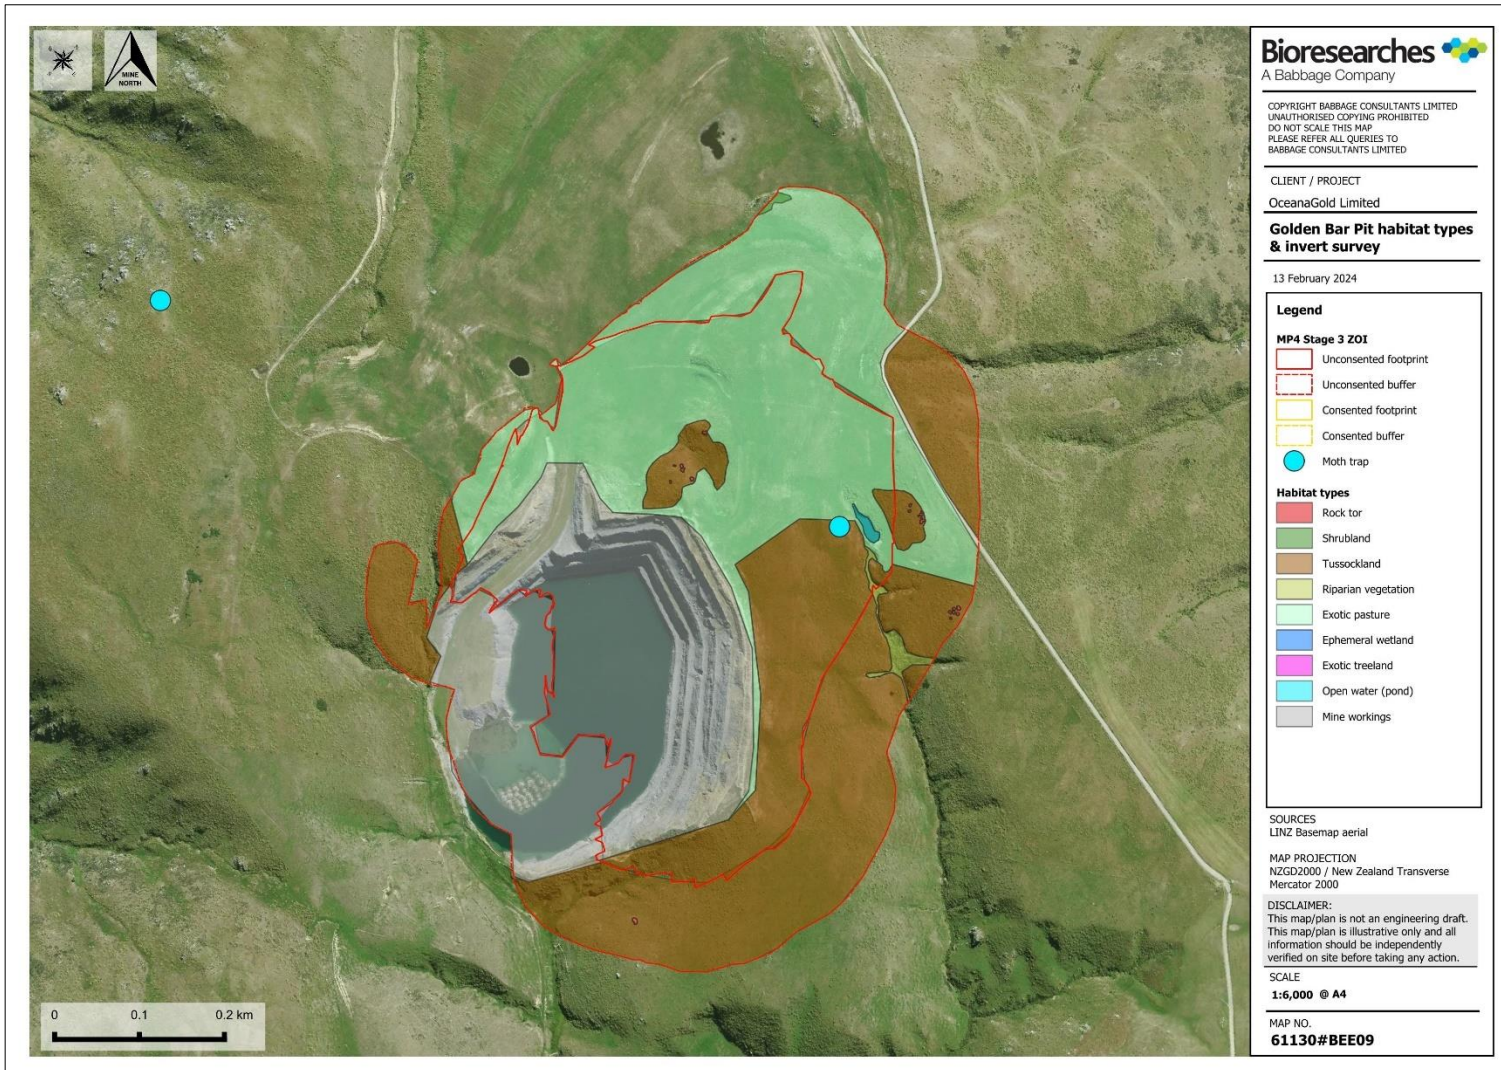 MINE
NORTH
0 0.1 0.2 km
Bioresearches
A Babbage Company
COPYRIGHT BABBAGE CONSULTANTS LIMITED
UNAUTHORISED COPYING PROHIBITED
DO NOT SCALE THIS MAP
PLEASE REFER ALL QUERIES TO
BABBAGE CONSULTANTS LIMITED
CLIENT / PROJECT
OceanaGold Limited
Golden Bar Pit habitat types
& invert survey
13 February 2024
Legend
MP4 Stage 3 ZOI
Unconsented footprint
Unconsented buffer
Consented footprint
Consented buffer
Moth trap
Habitat types
Rock tor
Shrubland
Tussockland
Riparian vegetation
Exotic pasture
Ephemeral wetland
Exotic treeland
Open water (pond)
Mine workings
SOURCES
LINZ Basemap aerial
MAP PROJECTION
NZGD2000 / New Zealand Transverse
Mercator 2000
DISCLAIMER:
This map/plan is not an engineering draft.
This map/plan is illustrative only and all
information should be independently
verified on site before taking any action.
SCALE
1:6,000 @ A4
MAP NO.
61130#BEE09